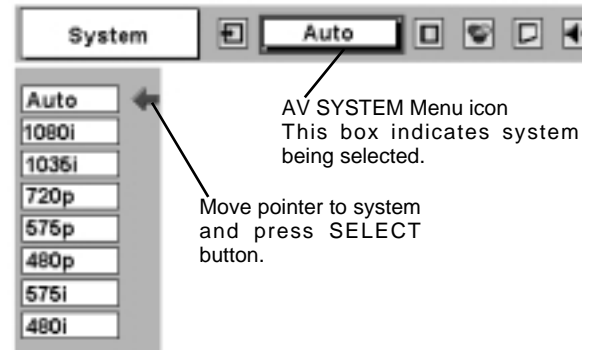 System
Auto
AV SYSTEM Menu icon
This box indicates system
being selected.
Auto
1080i
1035i
720p
575p
480p
575i
480i
Move pointer to system
and press SELECT
button.